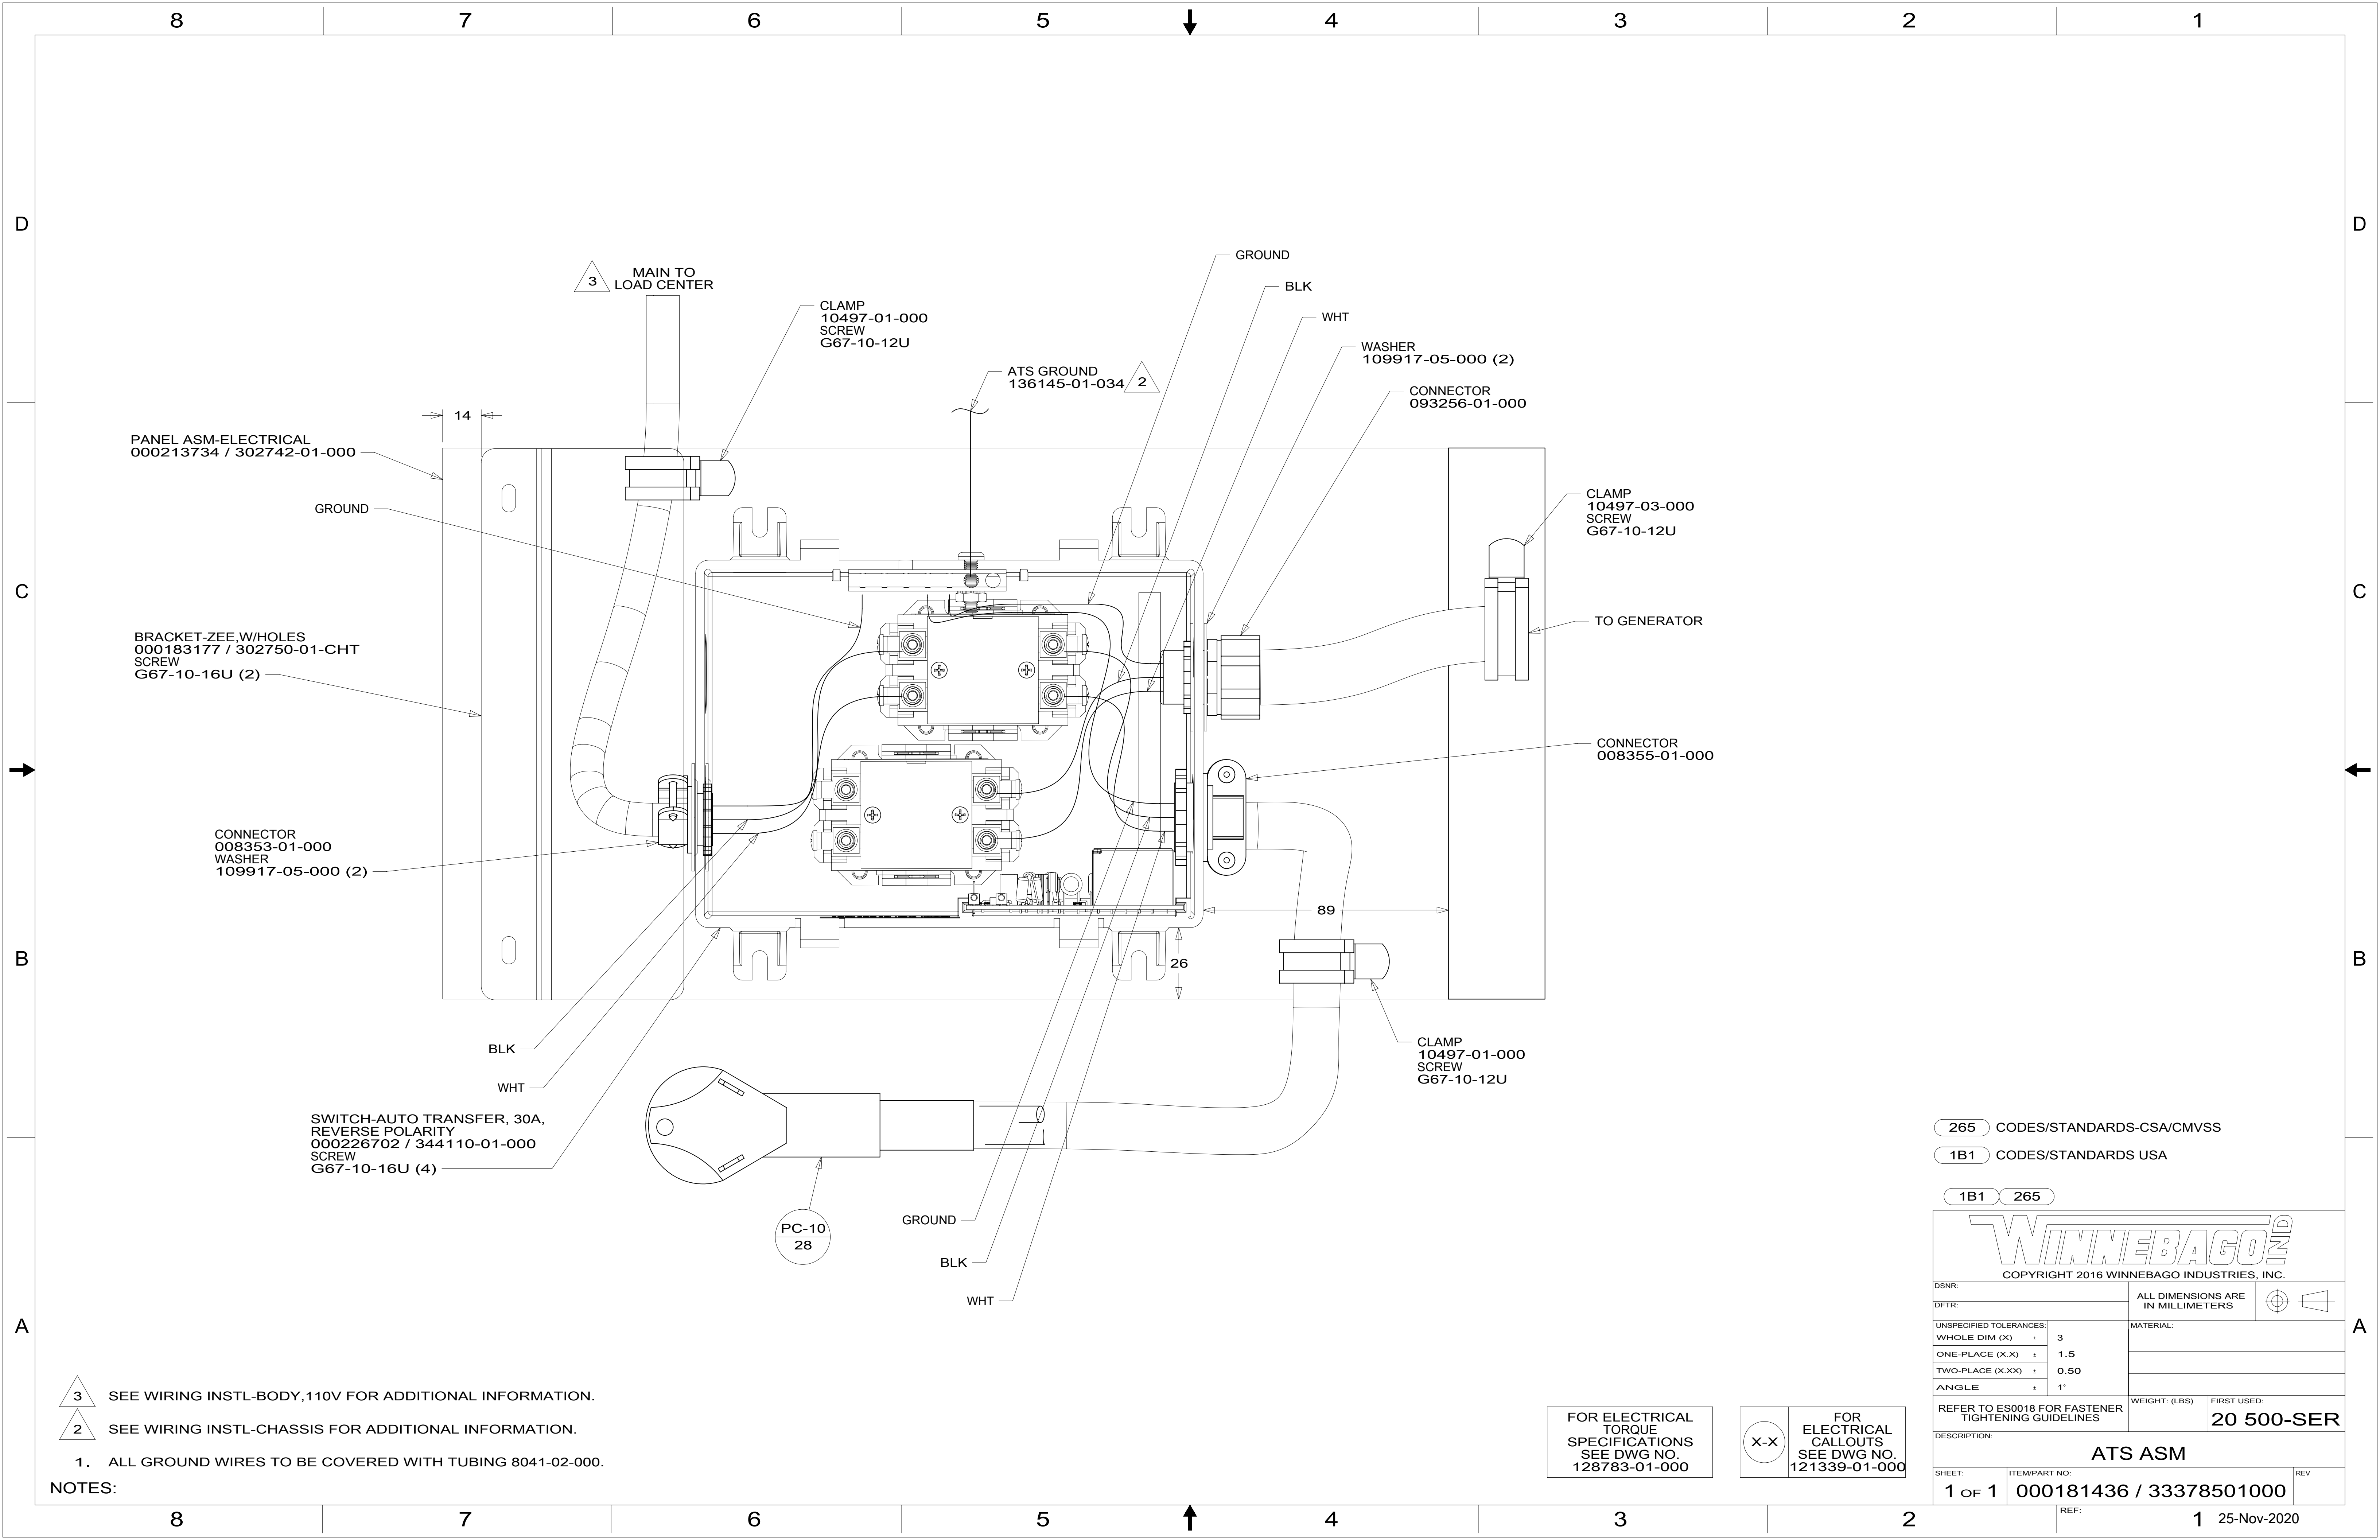 8 7 6 5 4 3 2 1
D
D
C
C
B
B
A
A
GROUND
BLK
WHT
3
MAIN TO
LOAD CENTER
CLAMP
10497-01-000
SCREW
G67-10-12U
WASHER
109917-05-000 (2)
ATS GROUND
136145-01-034
2
CONNECTOR
093256-01-000
14
PANEL ASM-ELECTRICAL
000213734 / 302742-01-000
GROUND
CLAMP
10497-03-000
SCREW
G67-10-12U
TO GENERATOR
BRACKET-ZEE,W/HOLES
000183177 / 302750-01-CHT
SCREW
G67-10-16U (2)
CONNECTOR
008355-01-000
CONNECTOR
008353-01-000
WASHER
109917-05-000 (2)
89
26
BLK
WHT
CLAMP
10497-01-000
SCREW
G67-10-12U
SWITCH-AUTO TRANSFER, 30A,
REVERSE POLARITY
000226702 / 344110-01-000
SCREW
G67-10-16U (4)
PC-10
28
GROUND
BLK
WHT
265 CODES/STANDARDS-CSA/CMVSS
1B1 CODES/STANDARDS USA
1B1 265
WINNEBAGO IND
COPYRIGHT 2016 WINNEBAGO INDUSTRIES, INC.
DSNR:
DFTR:
ALL DIMENSIONS ARE
IN MILLIMETERS
UNSPECIFIED TOLERANCES:
WHOLE DIM (X) ± 3
ONE-PLACE (X.X) ± 1.5
TWO-PLACE (X.XX) ± 0.50
ANGLE ± 1°
MATERIAL:
REFER TO ES0018 FOR FASTENER
TIGHTENING GUIDELINES
WEIGHT: (LBS)
FIRST USED:
20 500-SER
DESCRIPTION:
ATS ASM
SHEET:
1 OF 1
ITEM/PART NO:
000181436 / 33378501000
REV
3 SEE WIRING INSTL-BODY,110V FOR ADDITIONAL INFORMATION.
2 SEE WIRING INSTL-CHASSIS FOR ADDITIONAL INFORMATION.
1. ALL GROUND WIRES TO BE COVERED WITH TUBING 8041-02-000.
NOTES:
FOR ELECTRICAL
TORQUE
SPECIFICATIONS
SEE DWG NO.
128783-01-000
X-X
FOR
ELECTRICAL
CALLOUTS
SEE DWG NO.
121339-01-000
8 7 6 5 4 3 2 1
REF:
25-Nov-2020